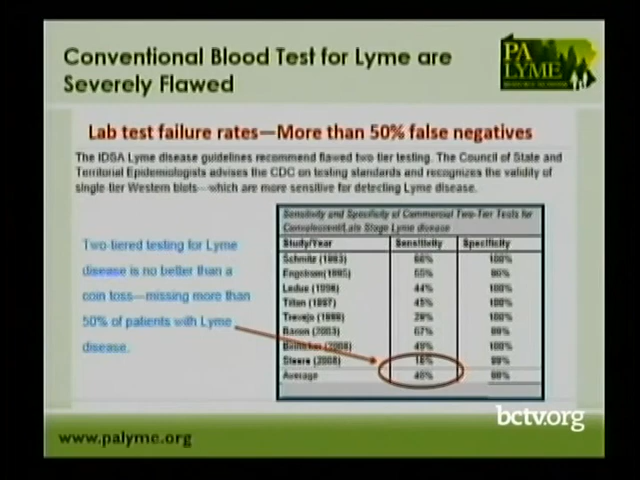 Conventional Blood Test for Lyme are
Severely Flawed
PA
LYME
Lab test failure rates—More than 50% false negatives
The IDSA Lyme disease guidelines recommend flawed two tier testing. The Council of State and
Territorial Epidemiologists advises the CDC on testing standards and recognizes the validity of
single tier Western blots—which are more sensitive for detecting Lyme disease.
Two-tiered testing for Lyme
disease is no better than a
coin toss—missing more than
50% of patients with Lyme
disease.
Sensitivity and Specificity of Commercial Two-Tier Tests for
Convalescent/Late Stage Lyme disease
Study/Year Sensitivity Specificity
Schmitz (1993) 66% 100%
Engstrom(1995) 55% 96%
Ledue (1996) 44% 100%
Tilton (1997) 45% 100%
Trevejo (1999) 29% 100%
Bacon (2003) 67% 99%
(2008) 49% 100%
Steere (2008) 18% 99%
Average 46% 99%
bctv.org
www.palyme.org